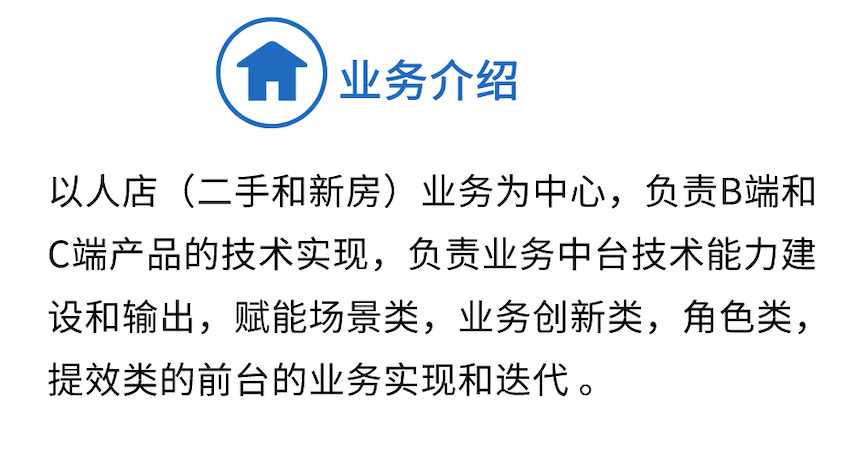 业务介绍
以人店（二手和新房）业务为中心，负责B端和
C端产品的技术实现，负责业务中台技术能力建
设和输出，赋能场景类，业务创新类，角色类，
提效类的前台的业务实现和迭代 。